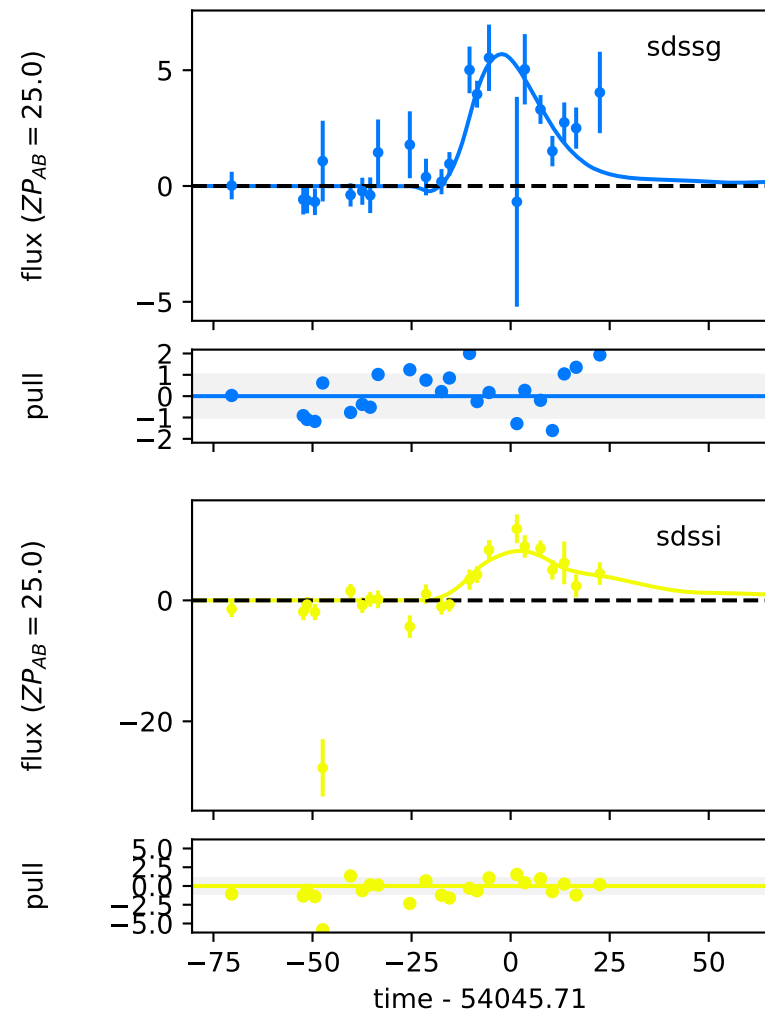 sdssg
flux (ZP_AB = 25.0)
5
0
−5
pull
2
1
0
−1
−2
sdssi
flux (ZP_AB = 25.0)
0
−20
pull
5.0
2.5
0.0
−2.5
−5.0
−75 −50 −25 0 25 50
time - 54045.71